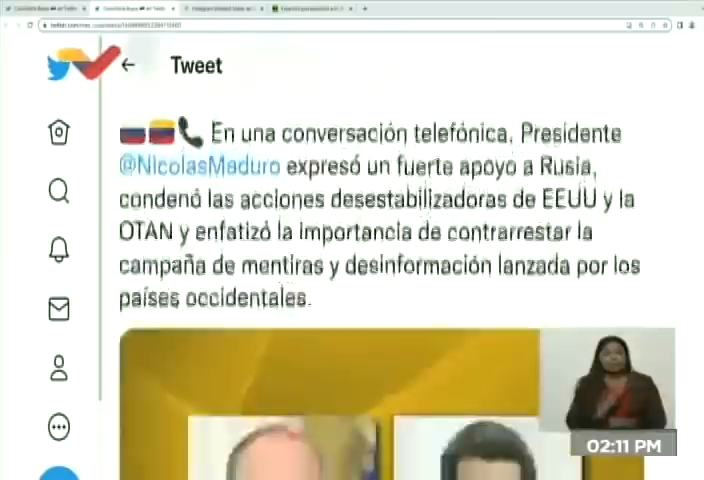 Tweet
En una conversación telefónica, Presidente
@NicolasMaduro expresó un fuerte apoyo a Rusia,
condenó las acciones desestabilizadoras de EEUU y la
OTAN y enfatizó la importancia de contrarrestar la
campaña de mentiras y desinformación lanzada por los
países occidentales.
02:11 PM